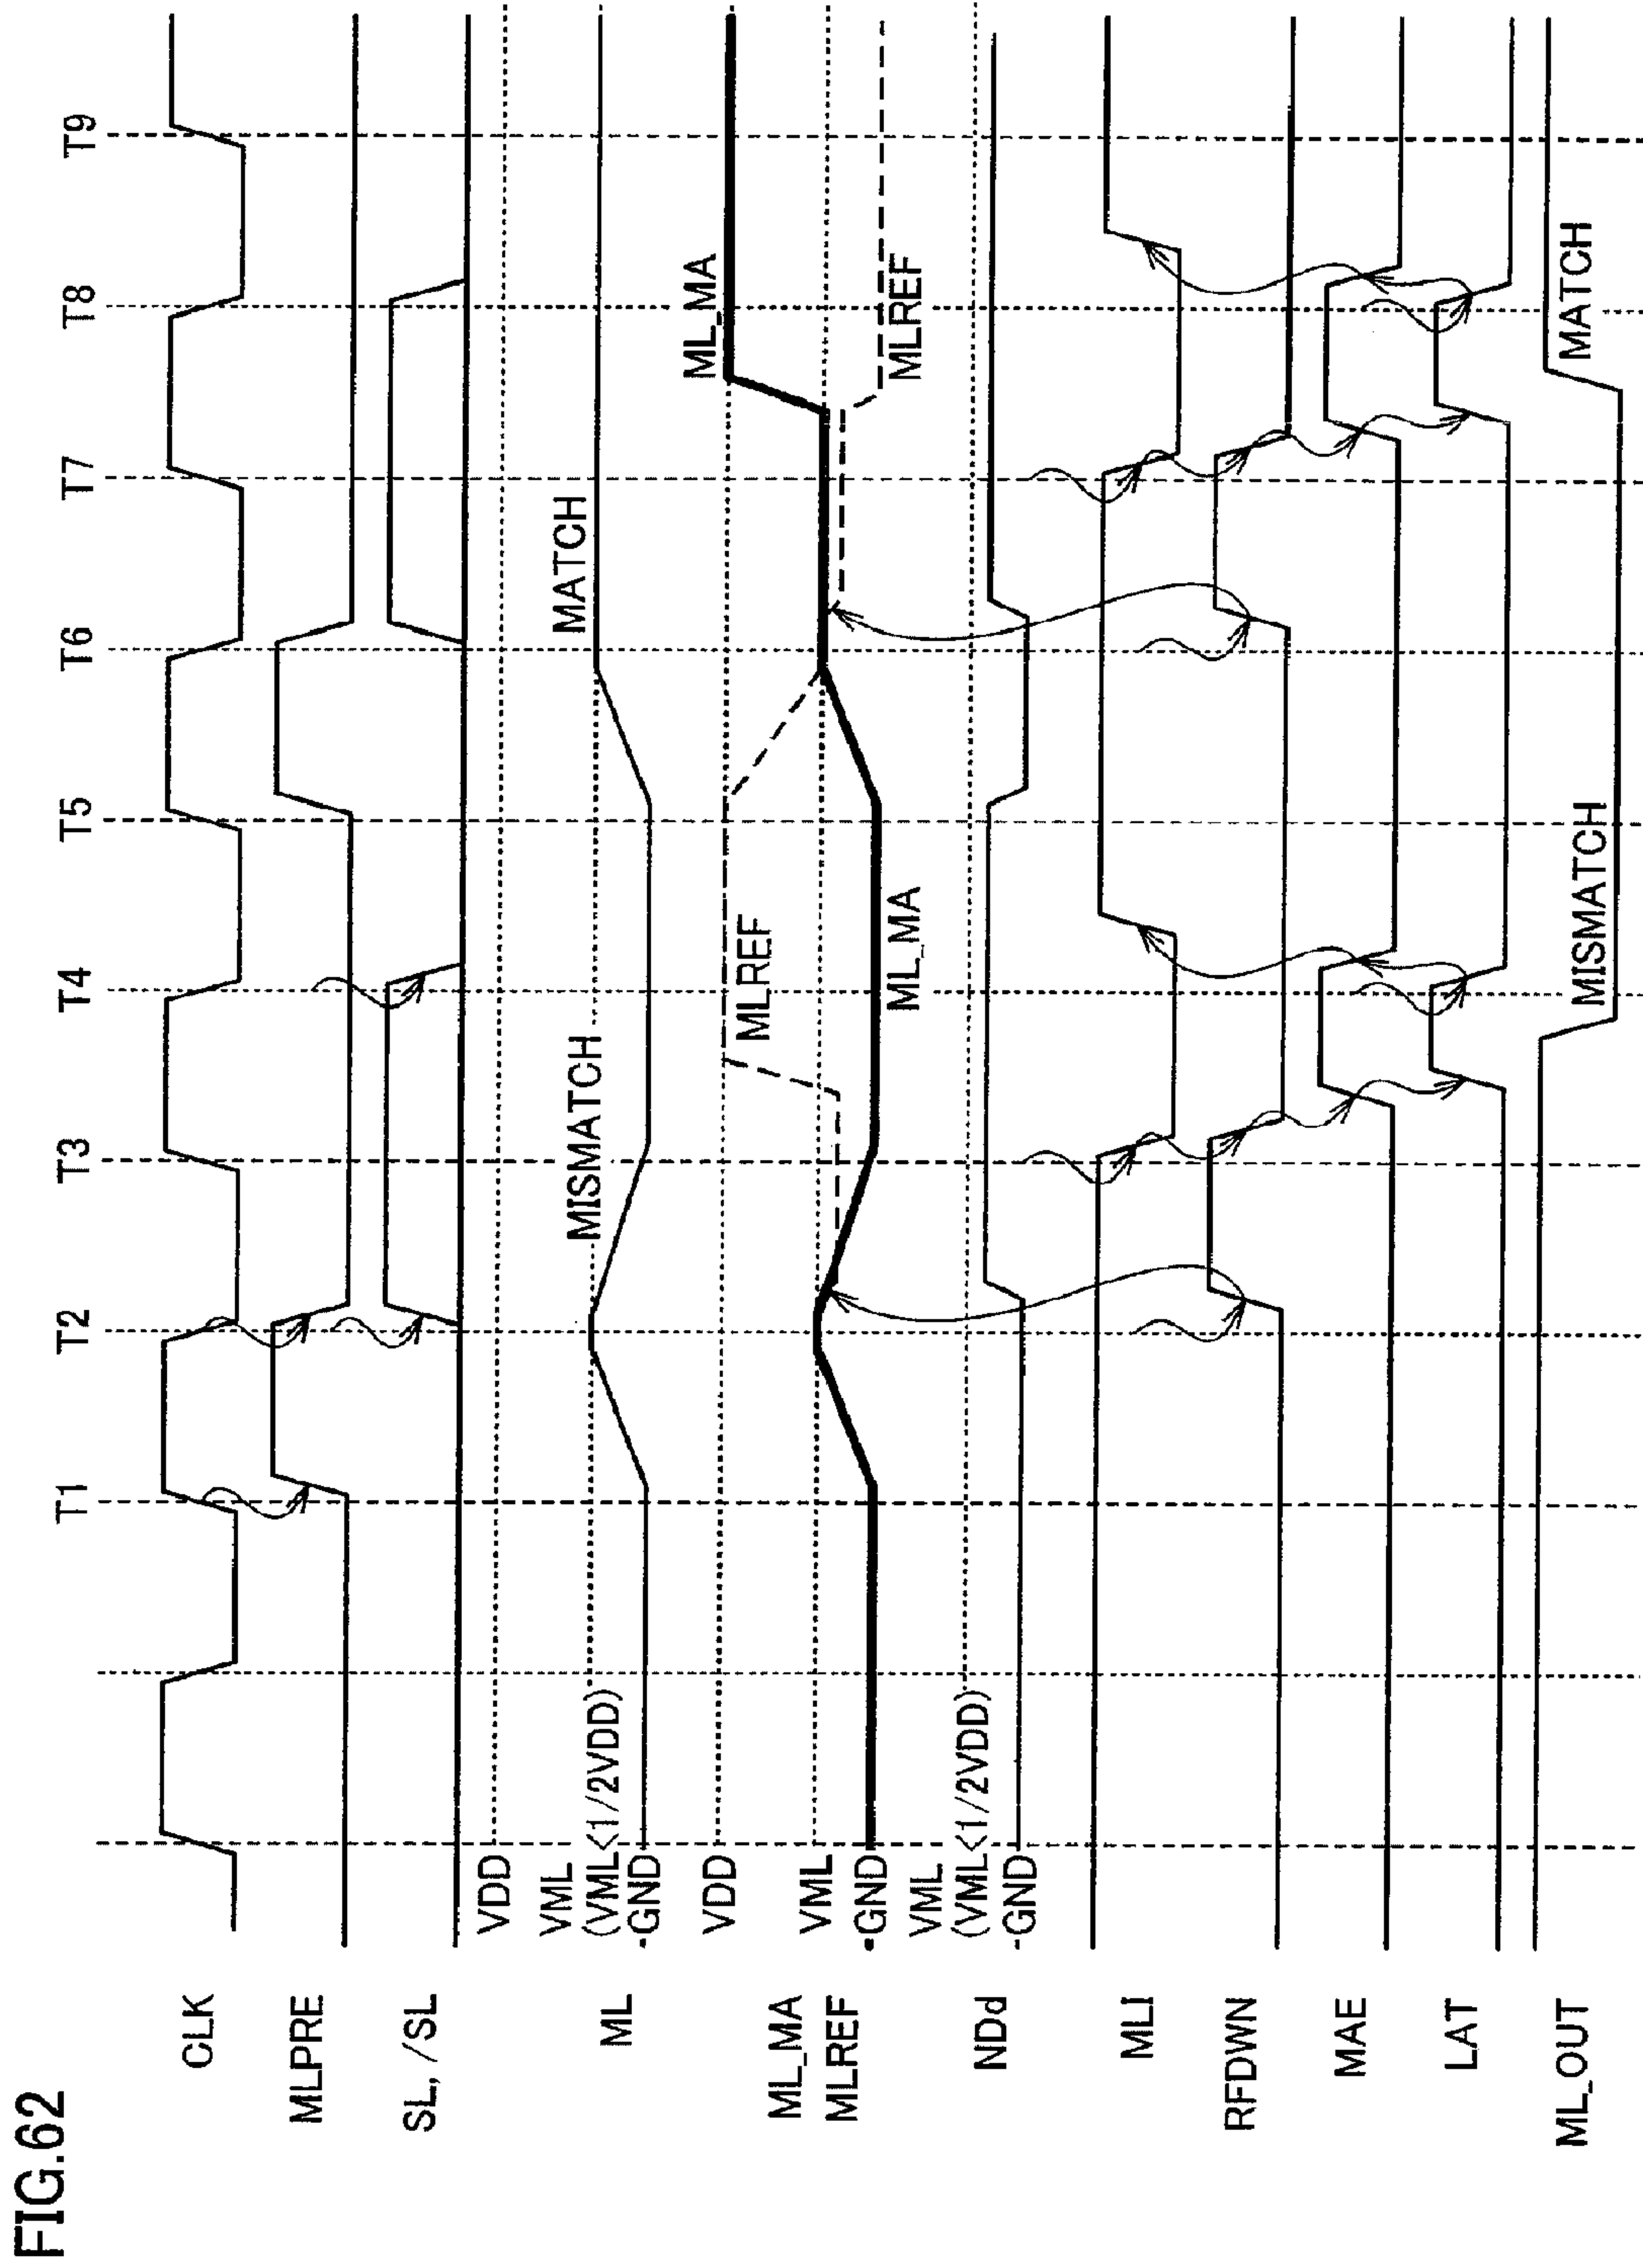 FIG.62
T1 T2 T3 T4 T5 T6 T7 T8 T9
CLK
MLPRE
SL, /SL
VDD
VML
(VML<1/2VDD)
GND
ML
MISMATCH
MATCH
VDD
VML
GND
ML_MA
MLREF
MLREF
ML_MA
ML_MA
MLREF
VML
(VML<1/2VDD)
GND
NDd
MLI
RFDWN
MAE
LAT
ML_OUT
MISMATCH
MATCH